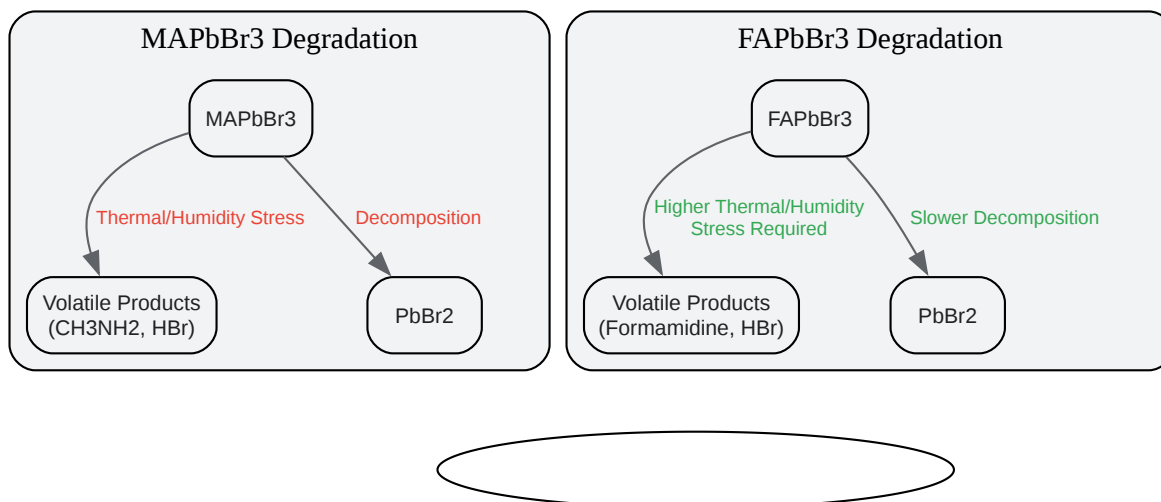 MAPbBr3 Degradation
MAPbBr3
Thermal/Humidity Stress
Decomposition
Volatile Products
(CH3NH2, HBr)
PbBr2
FAPbBr3 Degradation
FAPbBr3
Higher Thermal/Humidity
Stress Required
Slower Decomposition
Volatile Products
(Formamidine, HBr)
PbBr2